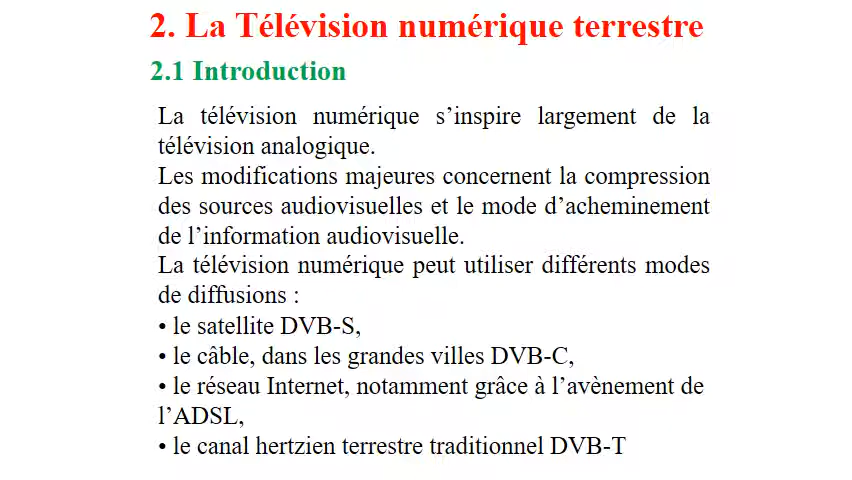 2. La Télévision numérique terrestre
2.1 Introduction
La télévision numérique s’inspire largement de la
télévision analogique.
Les modifications majeures concernent la compression
des sources audiovisuelles et le mode d’acheminement
de l’information audiovisuelle.
La télévision numérique peut utiliser différents modes
de diffusions :
• le satellite DVB-S,
• le câble, dans les grandes villes DVB-C,
• le réseau Internet, notamment grâce à l’avènement de
l’ADSL,
• le canal hertzien terrestre traditionnel DVB-T